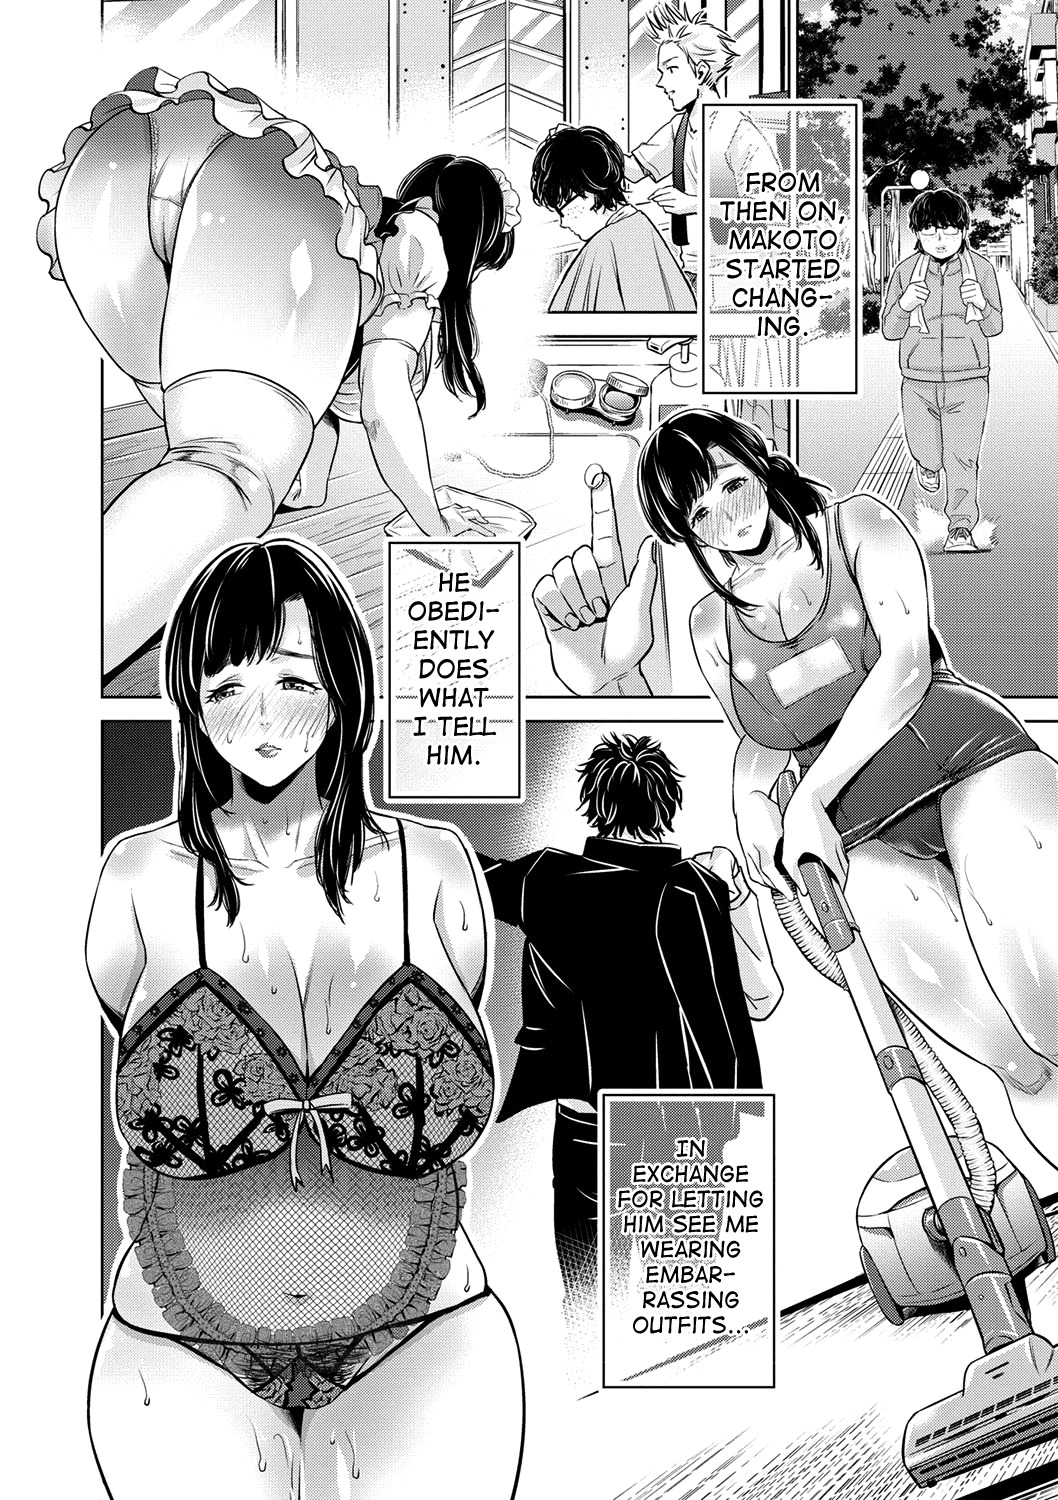 FROM
THEN ON,
MAKOTO
STARTED
CHANG-
ING.
HE
OBEDI-
ENTLY
DOES
WHAT
I TELL
HIM.
IN
EXCHANGE
FOR LETTING
HIM SEE ME
WEARING
EMBAR-
RASSING
OUTFITS...